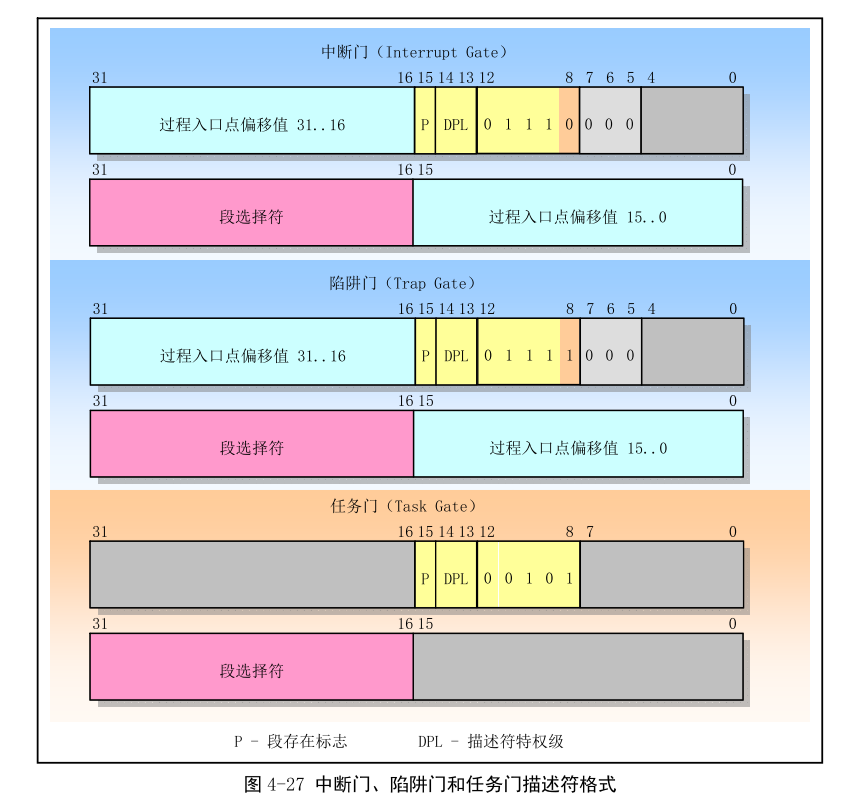 中断门（Interrupt Gate）
31 16 15 14 13 12 8 7 6 5 4 0
过程入口点偏移值 31..16 P DPL 0 1 1 1 0 0 0 0
31 16 15 0
段选择符 过程入口点偏移值 15..0
陷阱门（Trap Gate）
31 16 15 14 13 12 8 7 6 5 4 0
过程入口点偏移值 31..16 P DPL 0 1 1 1 1 0 0 0
31 16 15 0
段选择符 过程入口点偏移值 15..0
任务门（Task Gate）
31 16 15 14 13 12 8 7 0
P DPL 0 0 1 0 1
31 16 15 0
段选择符
P - 段存在标志 DPL - 描述符特权级
图 4-27 中断门、陷阱门和任务门描述符格式